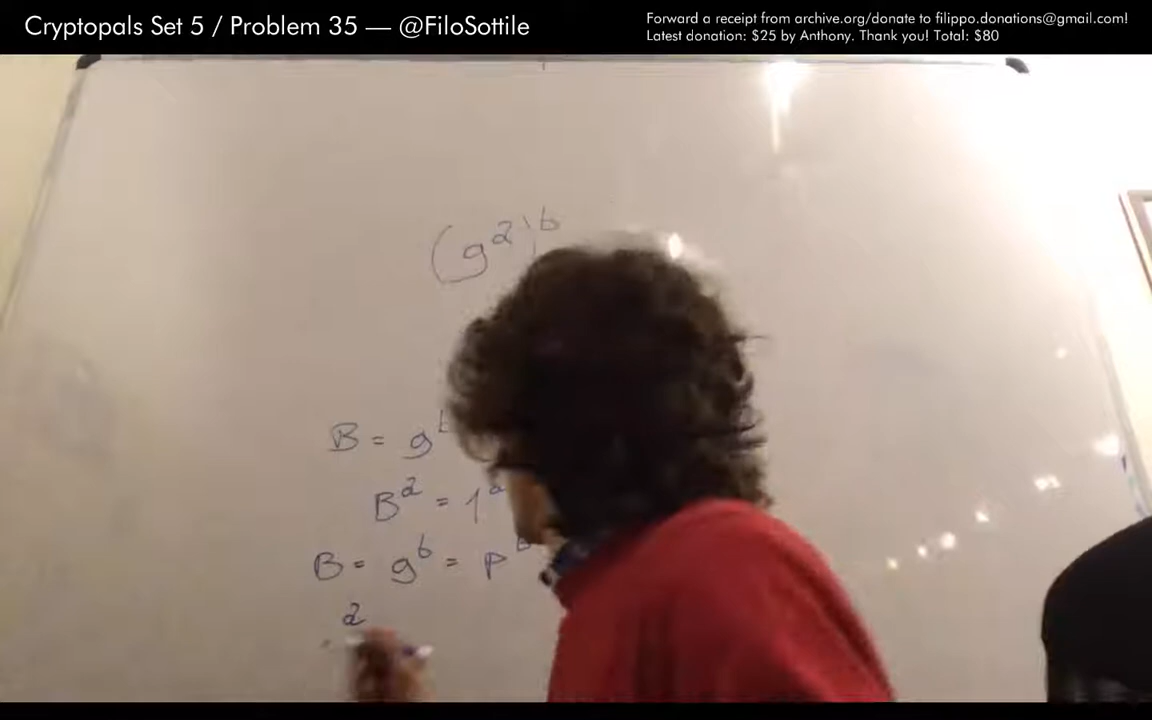 Cryptopals Set 5 / Problem 35 — @FiloSottile
Forward a receipt from archive.org/donate to filippo.donations@gmail.com!
Latest donation: $25 by Anthony. Thank you! Total: $80
(g^a)^b
B = g^b
B^a = 1^a
B = g^b = p^b
a